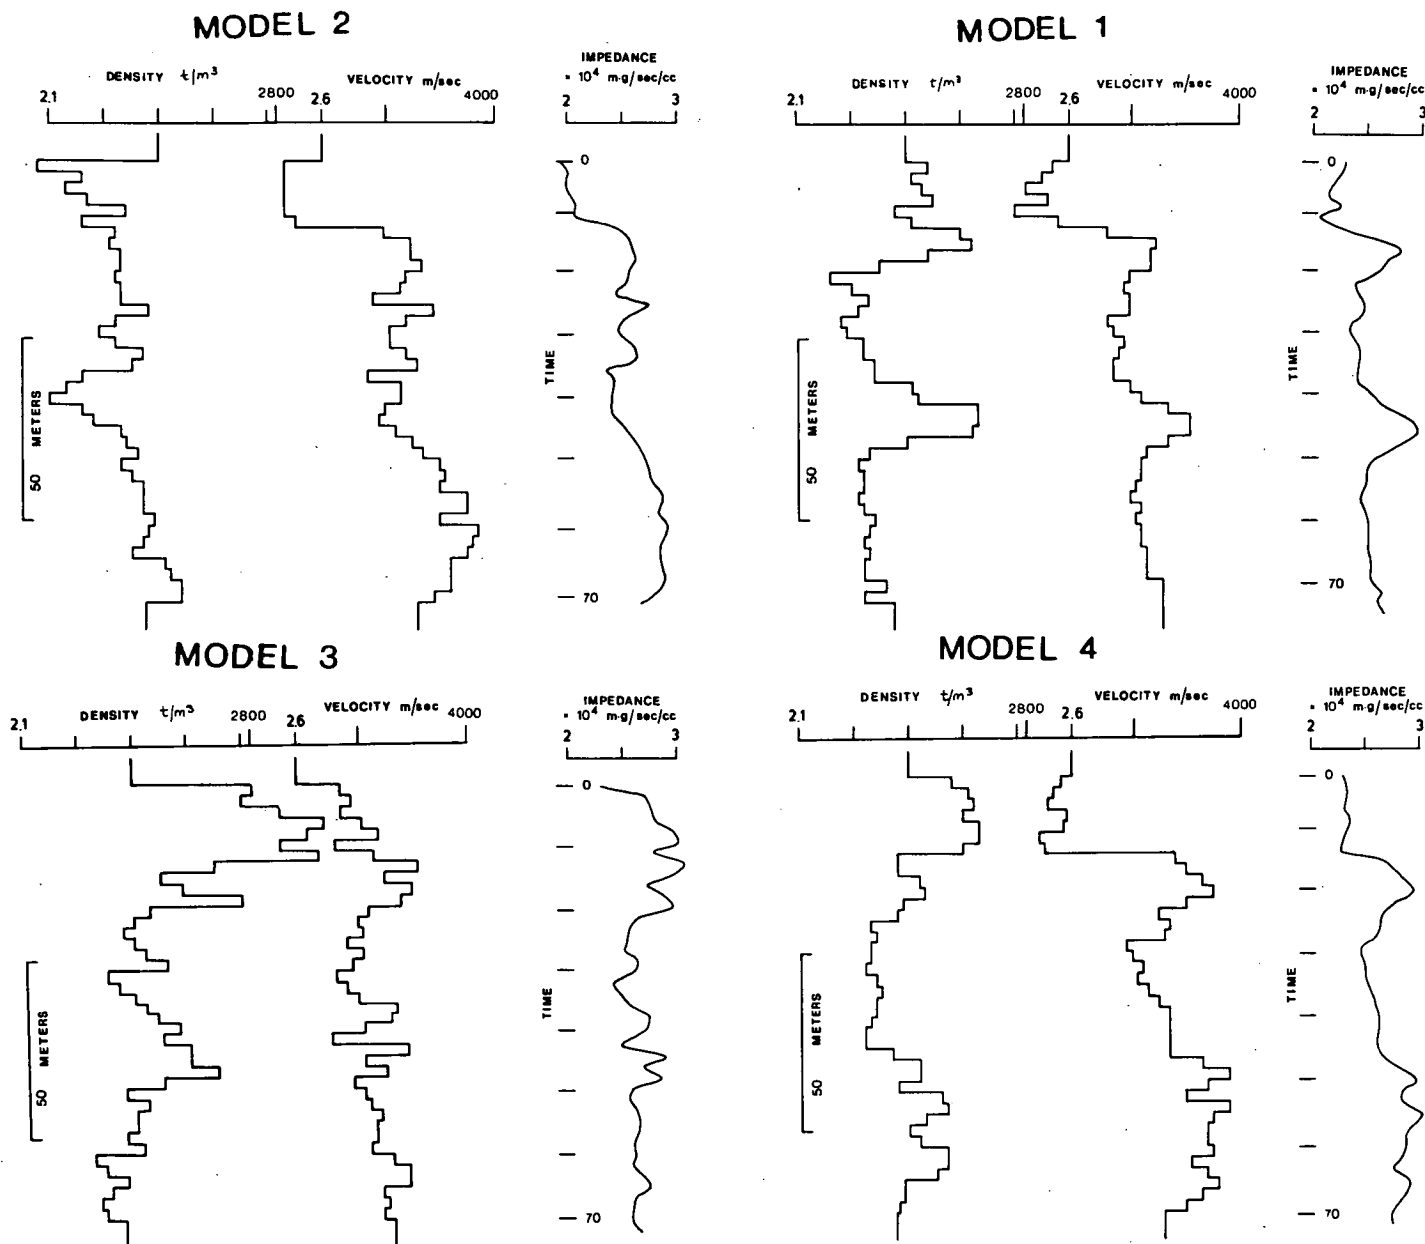 MODEL 2
DENSITY t/m³ VELOCITY m/sec
IMPEDANCE
× 10⁴ m·g/sec/cc
2.1 2800 2.6 4000
2 3
0
TIME
50 METERS
70
MODEL 1
DENSITY t/m³ VELOCITY m/sec
IMPEDANCE
× 10⁴ m·g/sec/cc
2.1 2800 2.6 4000
2 3
0
TIME
50 METERS
70
MODEL 3
DENSITY t/m³ VELOCITY m/sec
IMPEDANCE
× 10⁴ m·g/sec/cc
2.1 2800 2.6 4000
2 3
0
TIME
50 METERS
70
MODEL 4
DENSITY t/m³ VELOCITY m/sec
IMPEDANCE
× 10⁴ m·g/sec/cc
2.1 2800 2.6 4000
2 3
0
TIME
50 METERS
70